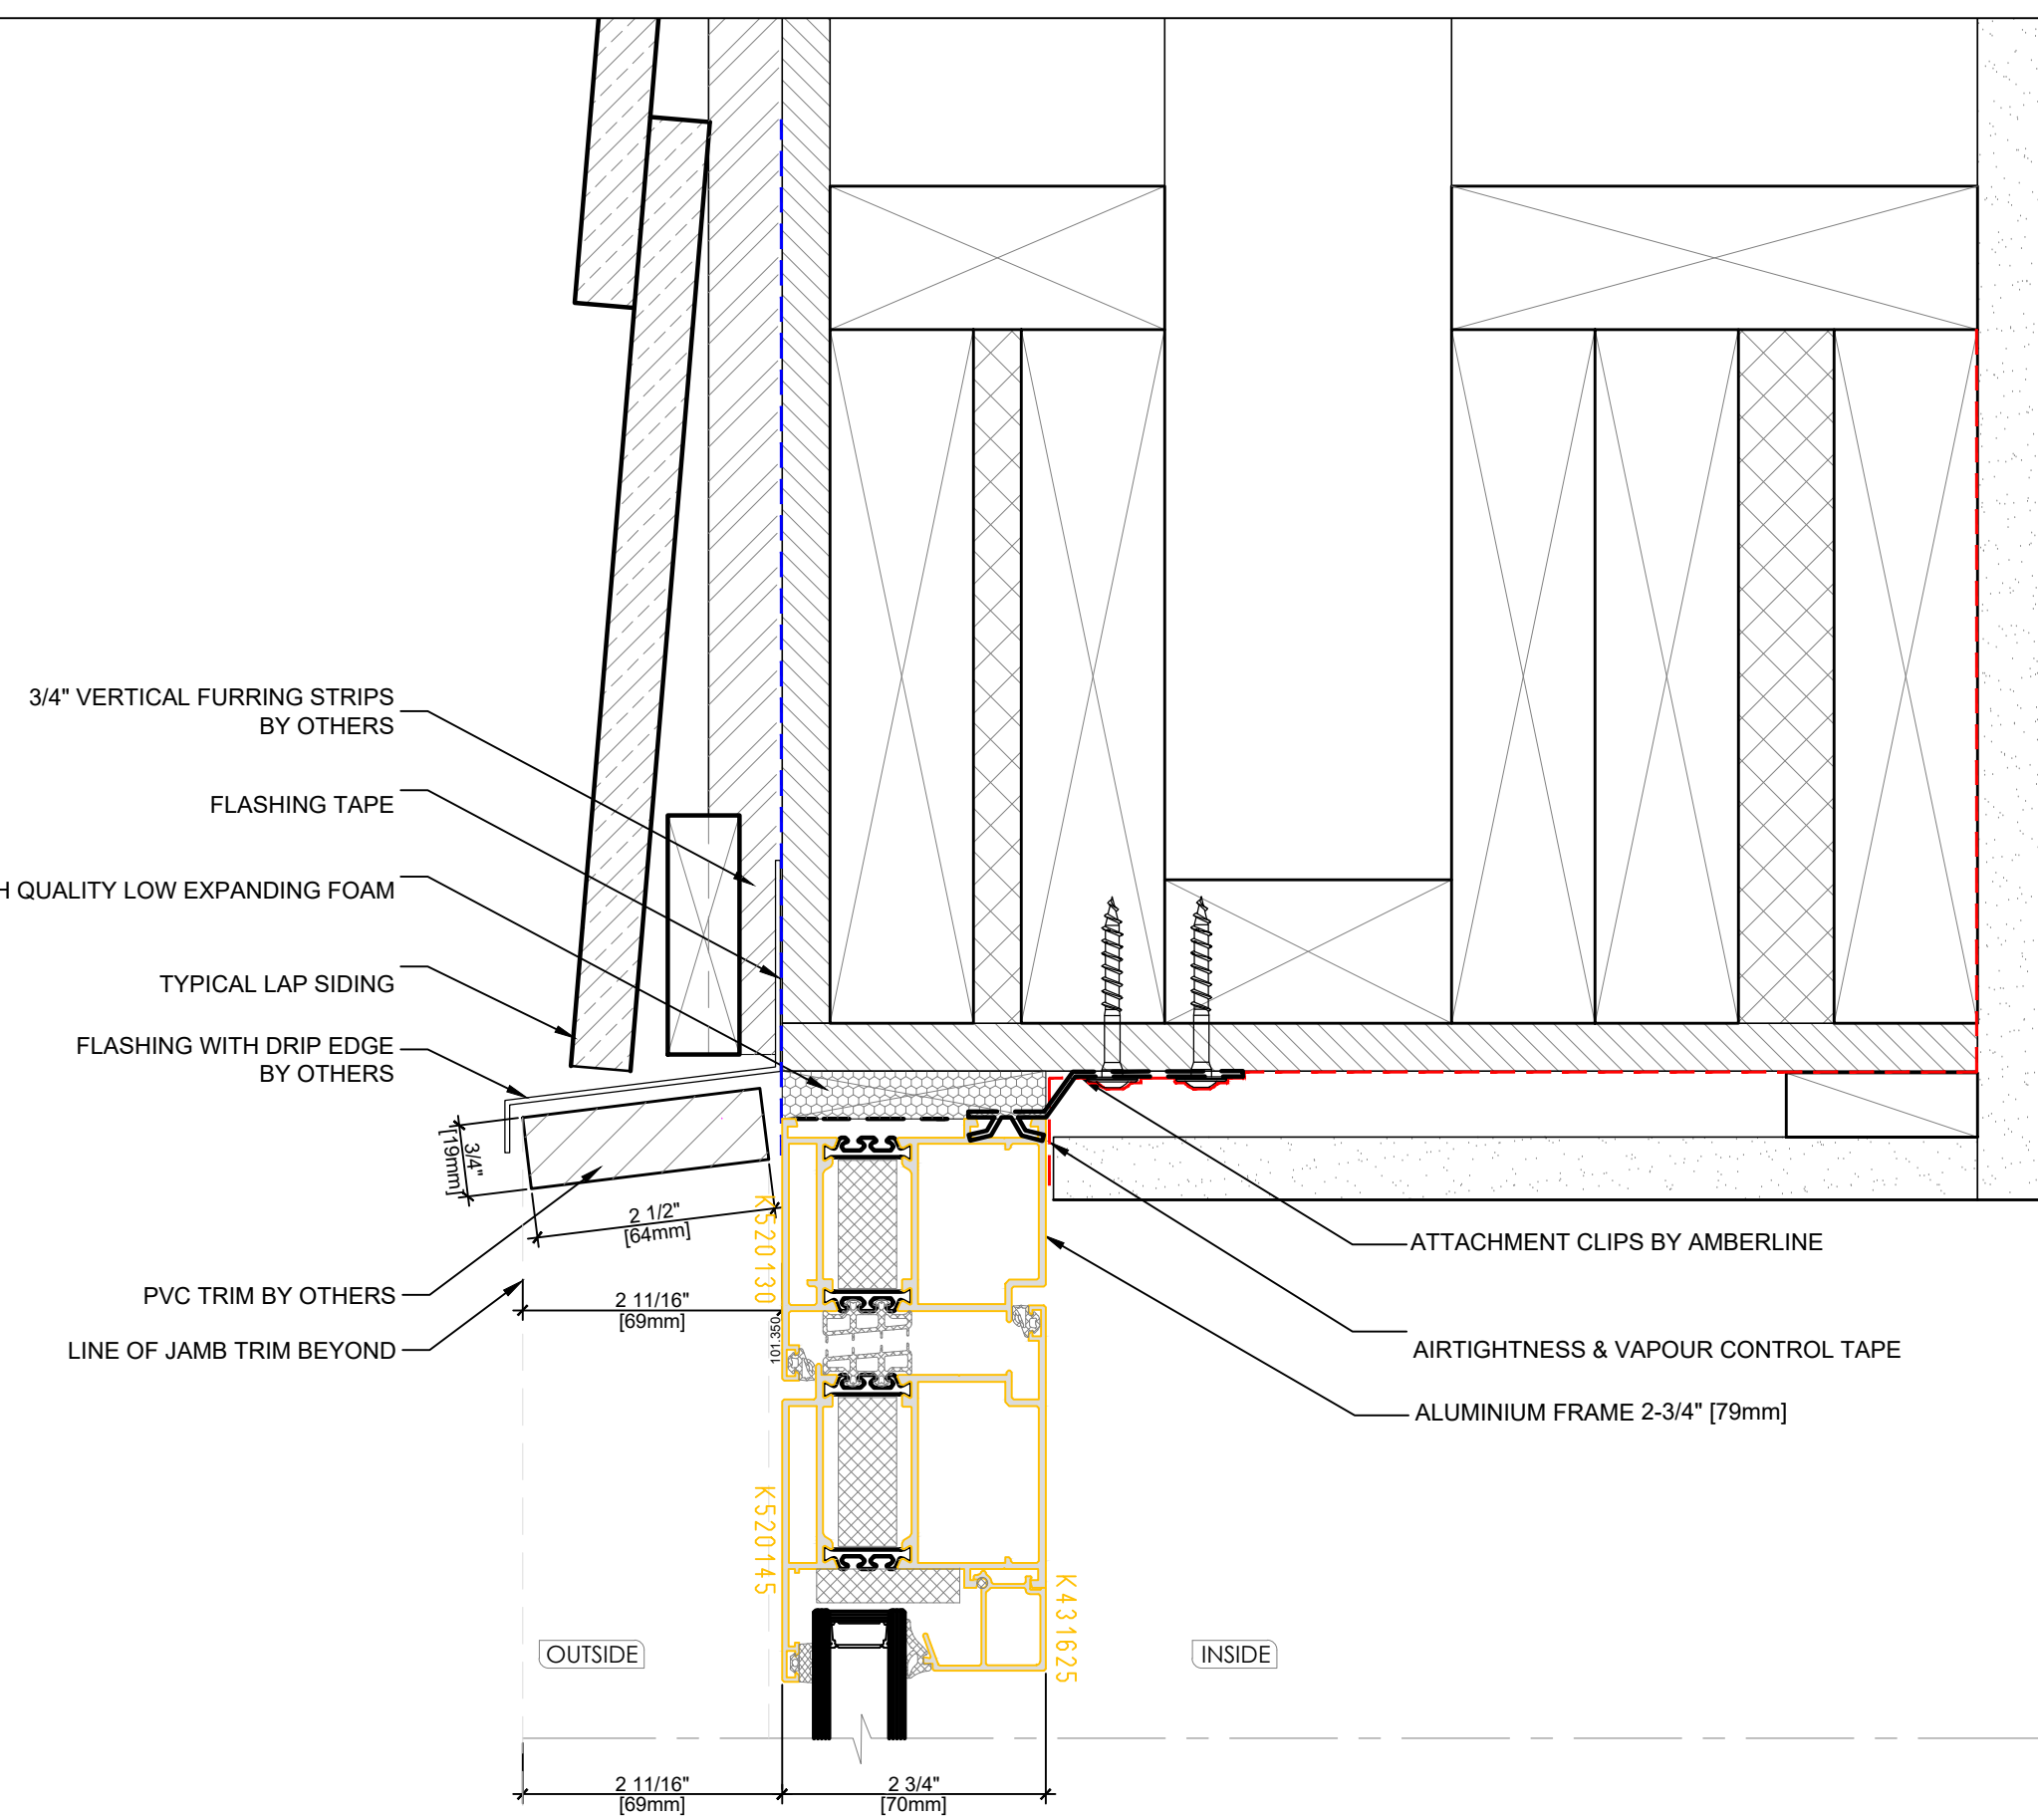 3/4" VERTICAL FURRING STRIPS
BY OTHERS
FLASHING TAPE
H QUALITY LOW EXPANDING FOAM
TYPICAL LAP SIDING
FLASHING WITH DRIP EDGE
BY OTHERS
3/4"
[19mm]
2 1/2"
[64mm]
PVC TRIM BY OTHERS
LINE OF JAMB TRIM BEYOND
2 11/16"
[69mm]
K520130
101.350
K520145
K431625
ATTACHMENT CLIPS BY AMBERLINE
AIRTIGHTNESS & VAPOUR CONTROL TAPE
ALUMINIUM FRAME 2-3/4" [79mm]
OUTSIDE
INSIDE
2 11/16"
[69mm]
2 3/4"
[70mm]